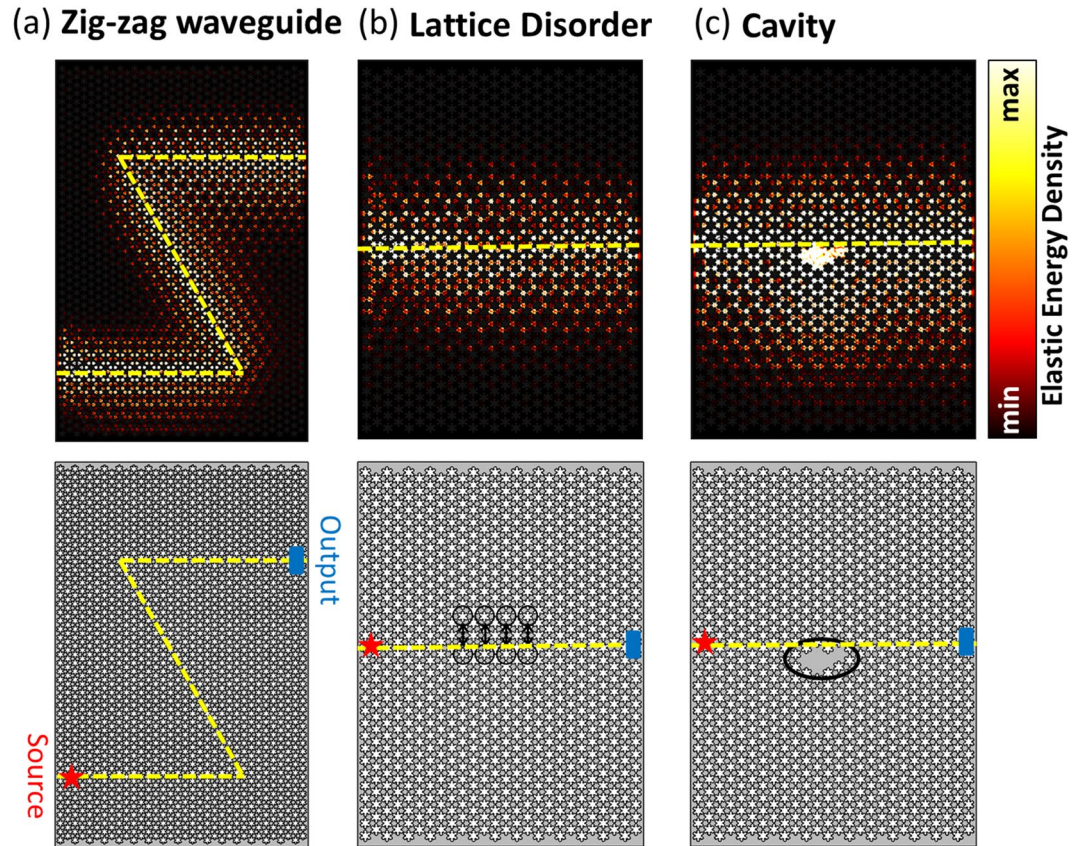 (a) Zig-zag waveguide
(b) Lattice Disorder
(c) Cavity
max
Elastic Energy Density
min
Output
Source